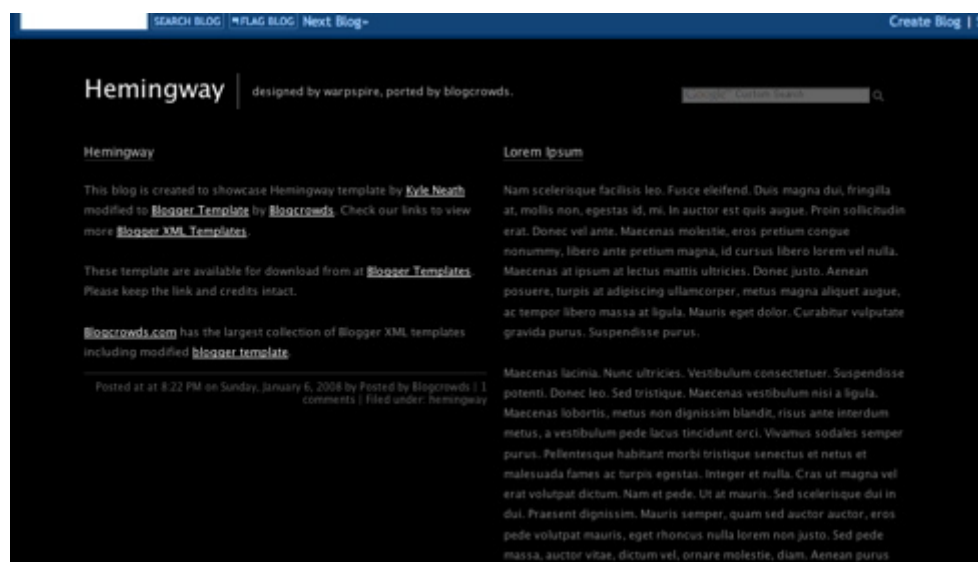 SEARCH BLOG FLAG BLOG Next Blog» Create Blog |
Hemingway designed by warpspire, ported by blogcrowds.
Google™ Custom Search
Hemingway
This blog is created to showcase Hemingway template by Kyle Neath
modified to Blogger Template by Blogcrowds. Check our links to view
more Blogger XML Templates.
These template are available for download from at Blogger Templates.
Please keep the link and credits intact.
Blogcrowds.com has the largest collection of Blogger XML templates
including modified blogger template.
Posted at at 8:22 PM on Sunday, January 6, 2008 by Posted by Blogcrowds | 1
comments | Filed under: hemingway
Lorem Ipsum
Nam scelerisque facilisis leo. Fusce eleifend. Duis magna dui, fringilla
at, mollis non, egestas id, mi. In auctor est quis augue. Proin sollicitudin
erat. Donec vel ante. Maecenas molestie, eros pretium congue
nonummy, libero ante pretium magna, id cursus libero lorem vel nulla.
Maecenas at ipsum at lectus mattis ultricies. Donec justo. Aenean
posuere, turpis at adipiscing ullamcorper, metus magna aliquet augue,
ac tempor libero massa at ligula. Mauris eget dolor. Curabitur vulputate
gravida purus. Suspendisse purus.
Maecenas lacinia. Nunc ultricies. Vestibulum consectetuer. Suspendisse
potenti. Donec leo. Sed tristique. Maecenas vestibulum nisi a ligula.
Maecenas lobortis, metus non dignissim blandit, risus ante interdum
metus, a vestibulum pede lacus tincidunt orci. Vivamus sodales semper
purus. Pellentesque habitant morbi tristique senectus et netus et
malesuada fames ac turpis egestas. Integer et nulla. Cras ut magna vel
erat volutpat dictum. Nam et pede. Ut at mauris. Sed scelerisque dui in
dui. Praesent dignissim. Mauris semper, quam sed auctor auctor, eros
pede volutpat mauris, eget rhoncus nulla lorem non justo. Sed pede
massa, auctor vitae, dictum vel, ornare molestie, diam. Aenean purus